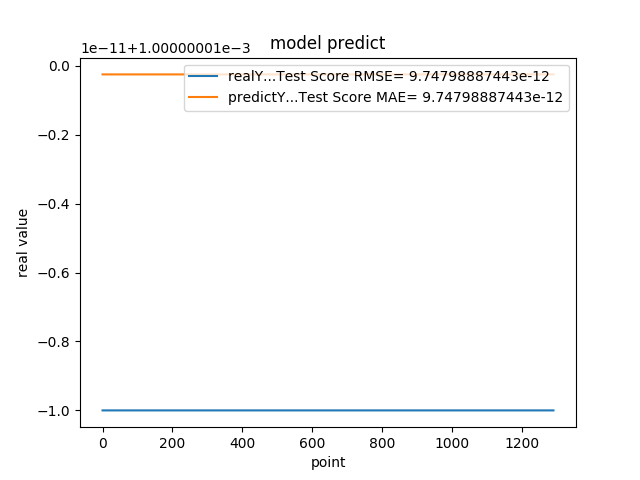 model predict
1e−11+1.00000001e−3
realY...Test Score RMSE= 9.74798887443e-12
predictY...Test Score MAE= 9.74798887443e-12
0.0
−0.2
−0.4
−0.6
−0.8
−1.0
real value
0 200 400 600 800 1000 1200
point